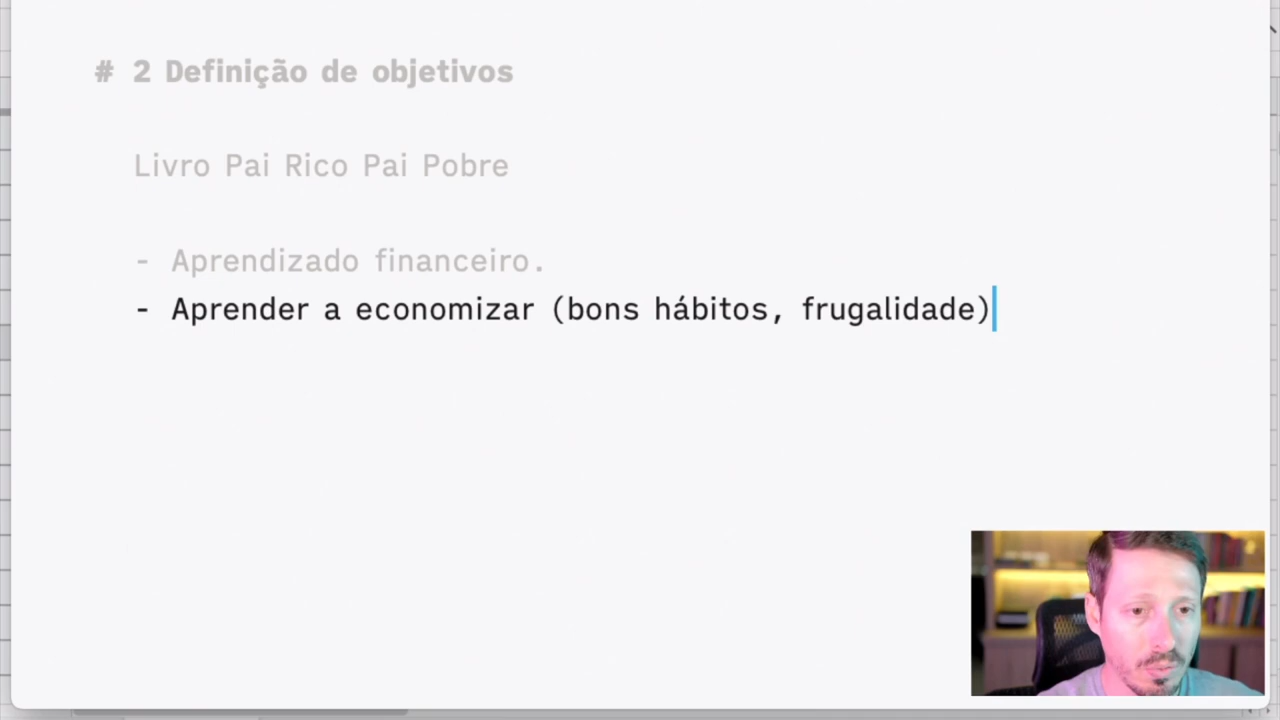 # 2 Definição de objetivos
Livro Pai Rico Pai Pobre
- Aprendizado financeiro.
- Aprender a economizar (bons hábitos, frugalidade)